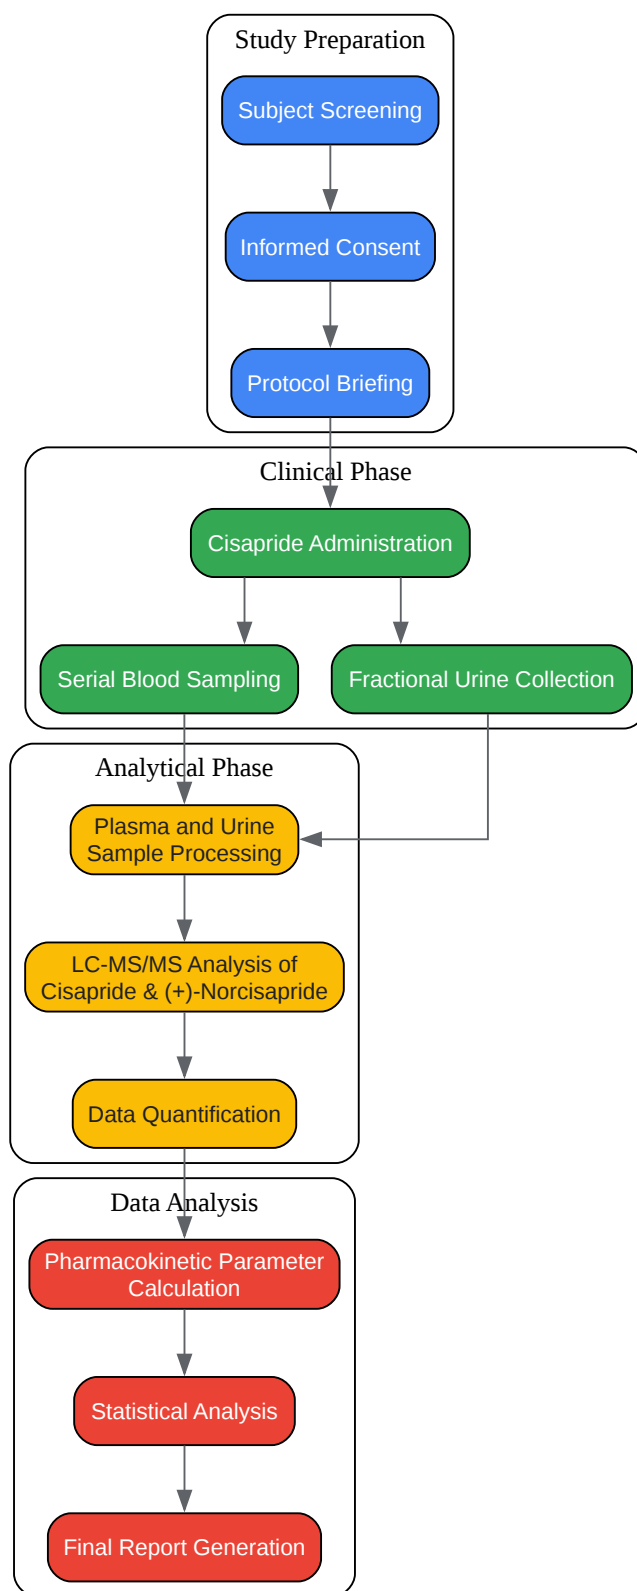 Study Preparation
Subject Screening
Informed Consent
Protocol Briefing
Clinical Phase
Cisapride Administration
Serial Blood Sampling
Fractional Urine Collection
Analytical Phase
Plasma and Urine
Sample Processing
LC-MS/MS Analysis of
Cisapride & (+)-Norcisapride
Data Quantification
Data Analysis
Pharmacokinetic Parameter
Calculation
Statistical Analysis
Final Report Generation